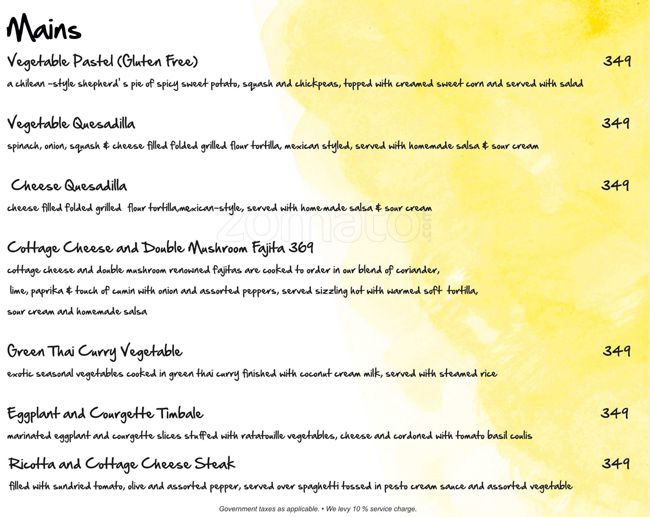 Mains
Vegetable Pastel (Gluten Free) 349
a chilean -style shepherd's pie of spicy sweet potato, squash and chickpeas, topped with creamed sweet corn and served with salad
Vegetable Quesadilla 349
spinach, onion, squash & cheese filled folded grilled flour tortilla, mexican styled, served with homemade salsa & sour cream
Cheese Quesadilla 349
cheese filled folded grilled flour tortilla,mexican-style, served with homemade salsa & sour cream
zomato.com
Cottage Cheese and Double Mushroom Fajita 369
cottage cheese and double mushroom renowned fajitas are cooked to order in our blend of coriander,
lime, paprika & touch of cumin with onion and assorted peppers, served sizzling hot with warmed soft tortilla,
sour cream and homemade salsa
Green Thai Curry Vegetable 349
exotic seasonal vegetables cooked in green thai curry finished with coconut cream milk, served with steamed rice
Eggplant and Courgette Timbale 349
marinated eggplant and courgette slices stuffed with ratatouille vegetables, cheese and cordoned with tomato basil coulis
Ricotta and Cottage Cheese Steak 349
filled with sundried tomato, olive and assorted pepper, served over spaghetti tossed in pesto cream sauce and assorted vegetable
Government taxes as applicable. • We levy 10 % service charge.